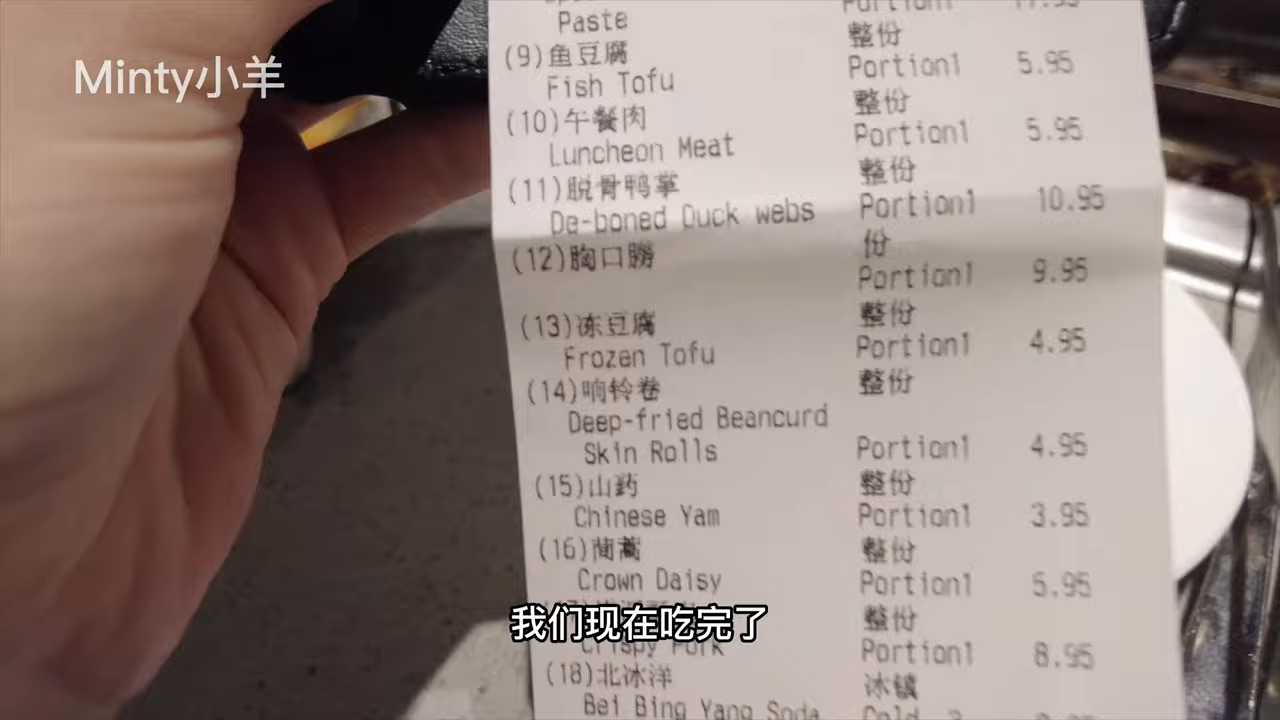 Minty小羊
Paste
(9)鱼豆腐 整份
Fish Tofu Portion1 5.95
(10)午餐肉 整份
Luncheon Meat Portion1 5.95
(11)脱骨鸭掌 整份
De-boned Duck webs Portion1 10.95
(12)胸口膀 份
Portion1 9.95
(13)冻豆腐 整份
Frozen Tofu Portion1 4.95
(14)响铃卷 整份
Deep-fried Beancurd
Skin Rolls Portion1 4.95
(15)山药 整份
Chinese Yam Portion1 3.95
(16)茼蒿 整份
Crown Daisy Portion1 5.95
整份
我们现在吃完了
Crispy Pork Portion1 8.95
(18)北冰洋 冰镇
Bei Bing Yang Soda Cold